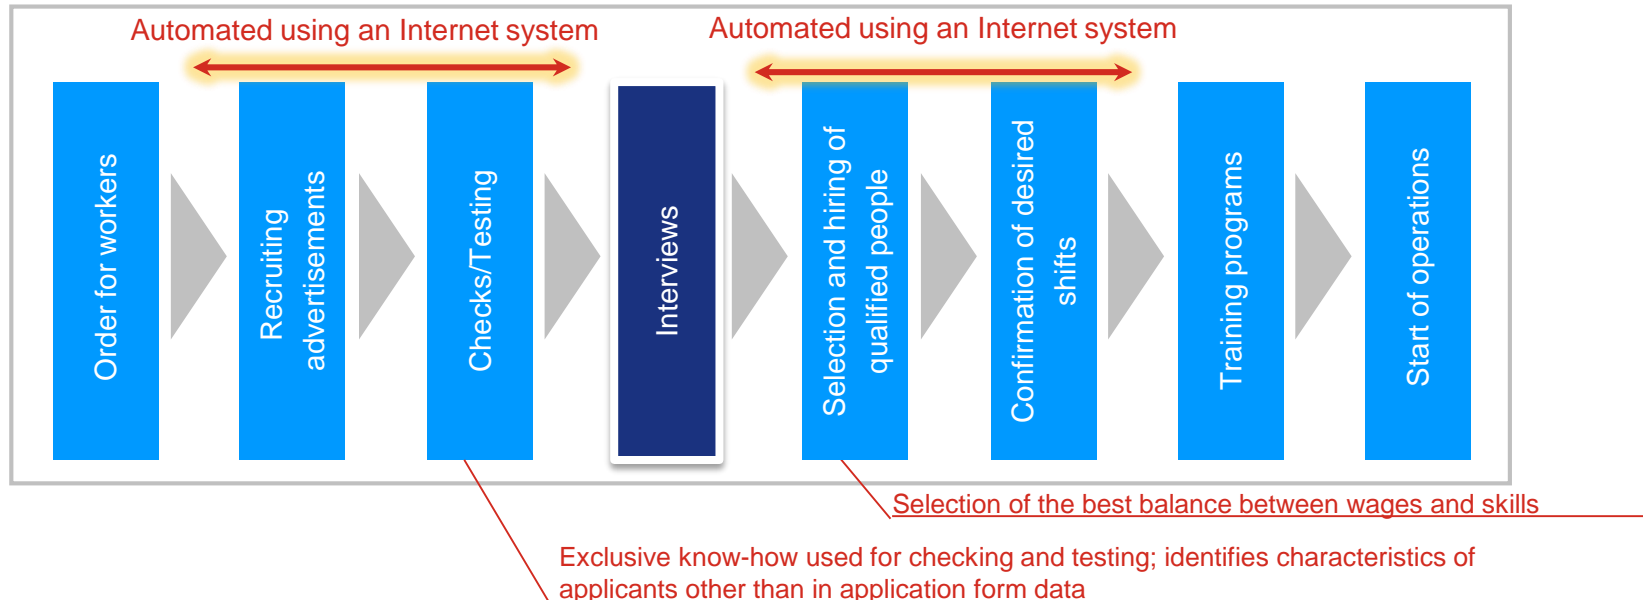 Automated using an Internet system
Automated using an Internet system
Order for workers
Recruiting
advertisements
Checks/Testing
Interviews
Selection and hiring of
qualified people
Confirmation of desired
shifts
Training programs
Start of operations
Selection of the best balance between wages and skills
Exclusive know-how used for checking and testing; identifies characteristics of
applicants other than in application form data